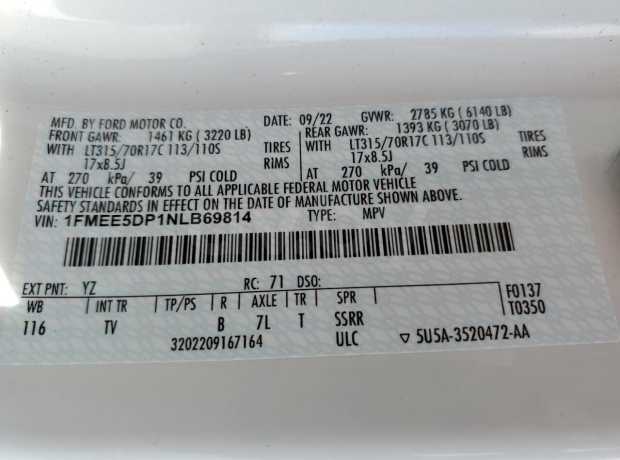 MFD. BY FORD MOTOR CO. DATE: 09/22 GVWR: 2785 KG (6140 LB)
FRONT GAWR: 1461 KG (3220 LB) REAR GAWR: 1393 KG (3070 LB)
WITH LT315/70R17C 113/110S TIRES WITH LT315/70R17C 113/110S TIRES
17x8.5J RIMS 17x8.5J RIMS
AT 270 kPa/ 39 PSI COLD AT 270 kPa/ 39 PSI COLD
THIS VEHICLE CONFORMS TO ALL APPLICABLE FEDERAL MOTOR VEHICLE
SAFETY STANDARDS IN EFFECT ON THE DATE OF MANUFACTURE SHOWN ABOVE.
VIN: 1FMEE5DP1NLB69814 TYPE: MPV
EXT PNT: YZ RC: 71 DSO:
WB INT TR TP/PS R AXLE TR SPR F0137
116 TV B 7L T SSRR T0350
3202209167164 ULC ▽ 5U5A-3520472-AA